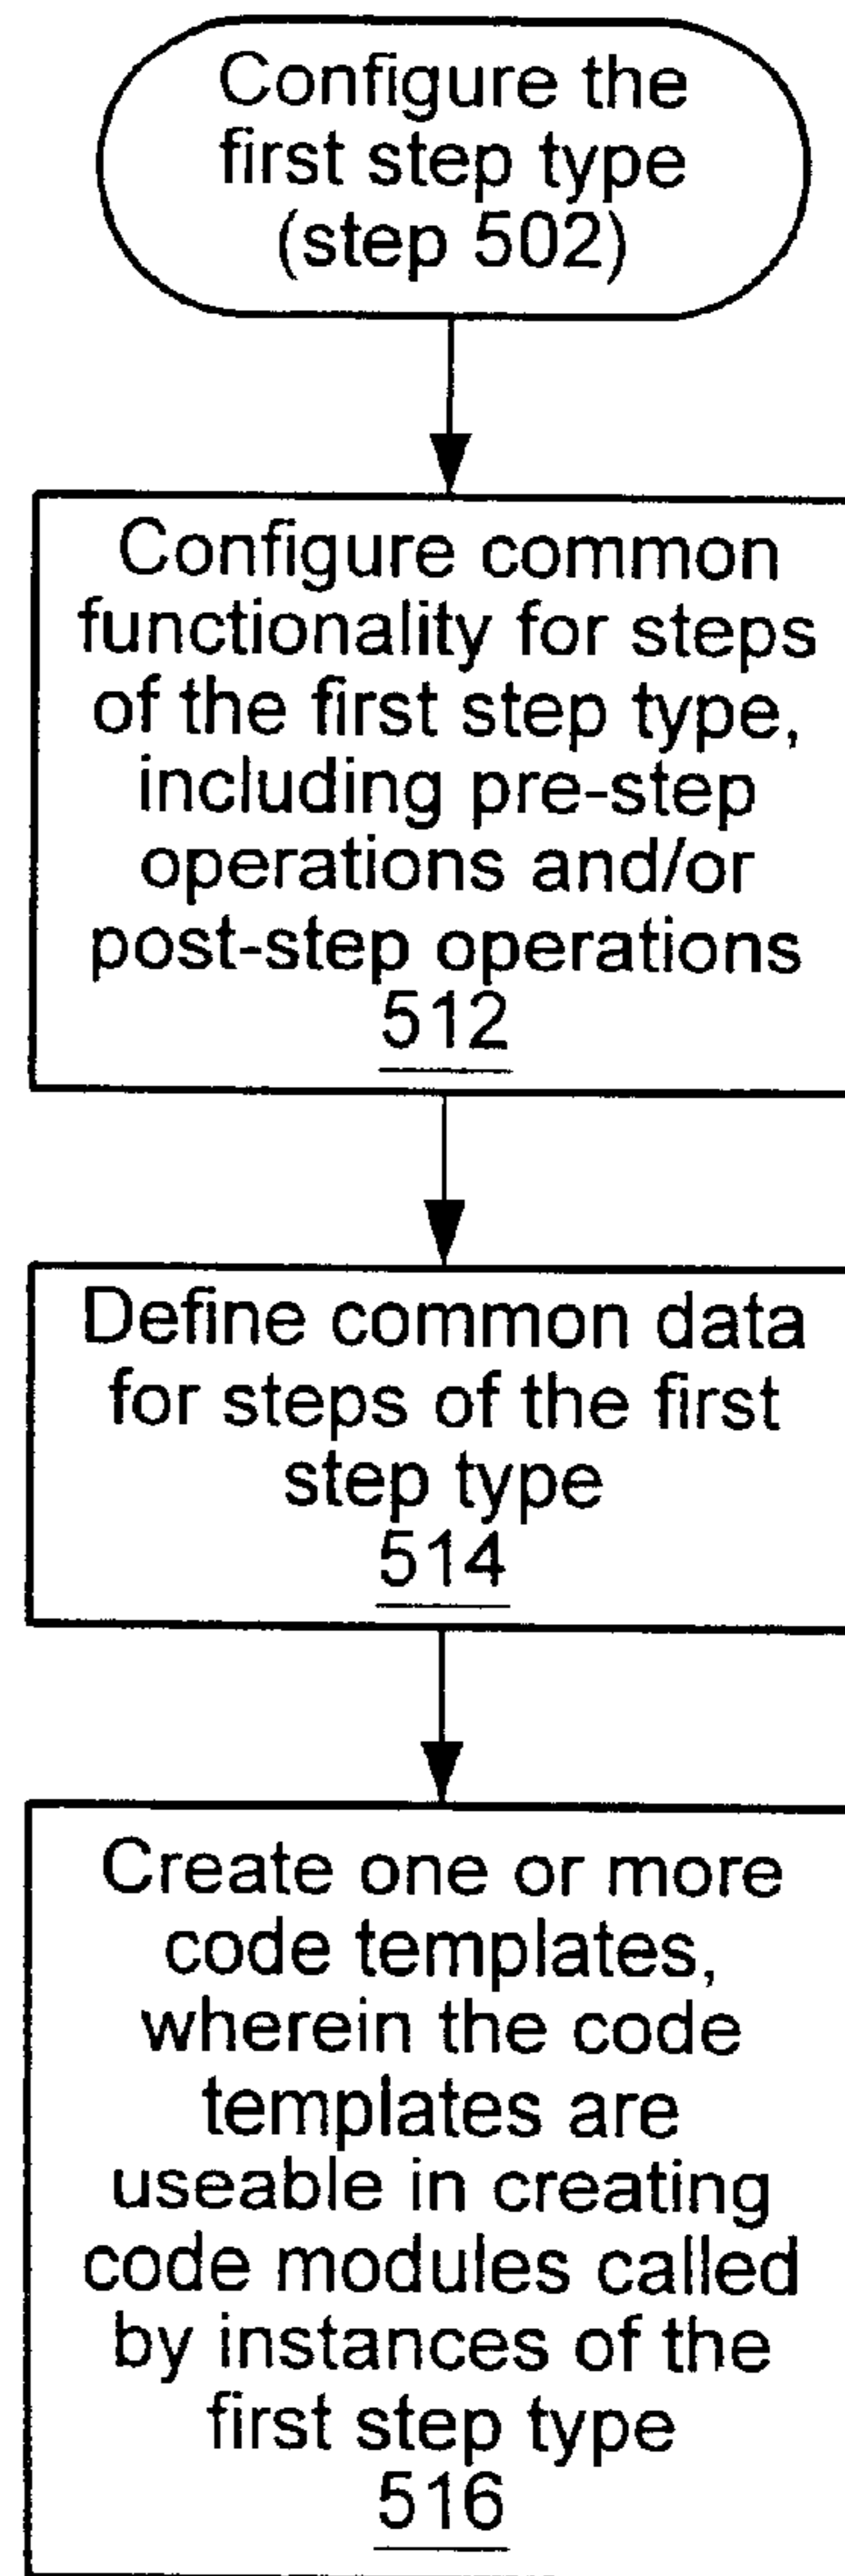 Configure the
first step type
(step 502)
Configure common
functionality for steps
of the first step type,
including pre-step
operations and/or
post-step operations
512
Define common data
for steps of the first
step type
514
Create one or more
code templates,
wherein the code
templates are
useable in creating
code modules called
by instances of the
first step type
516